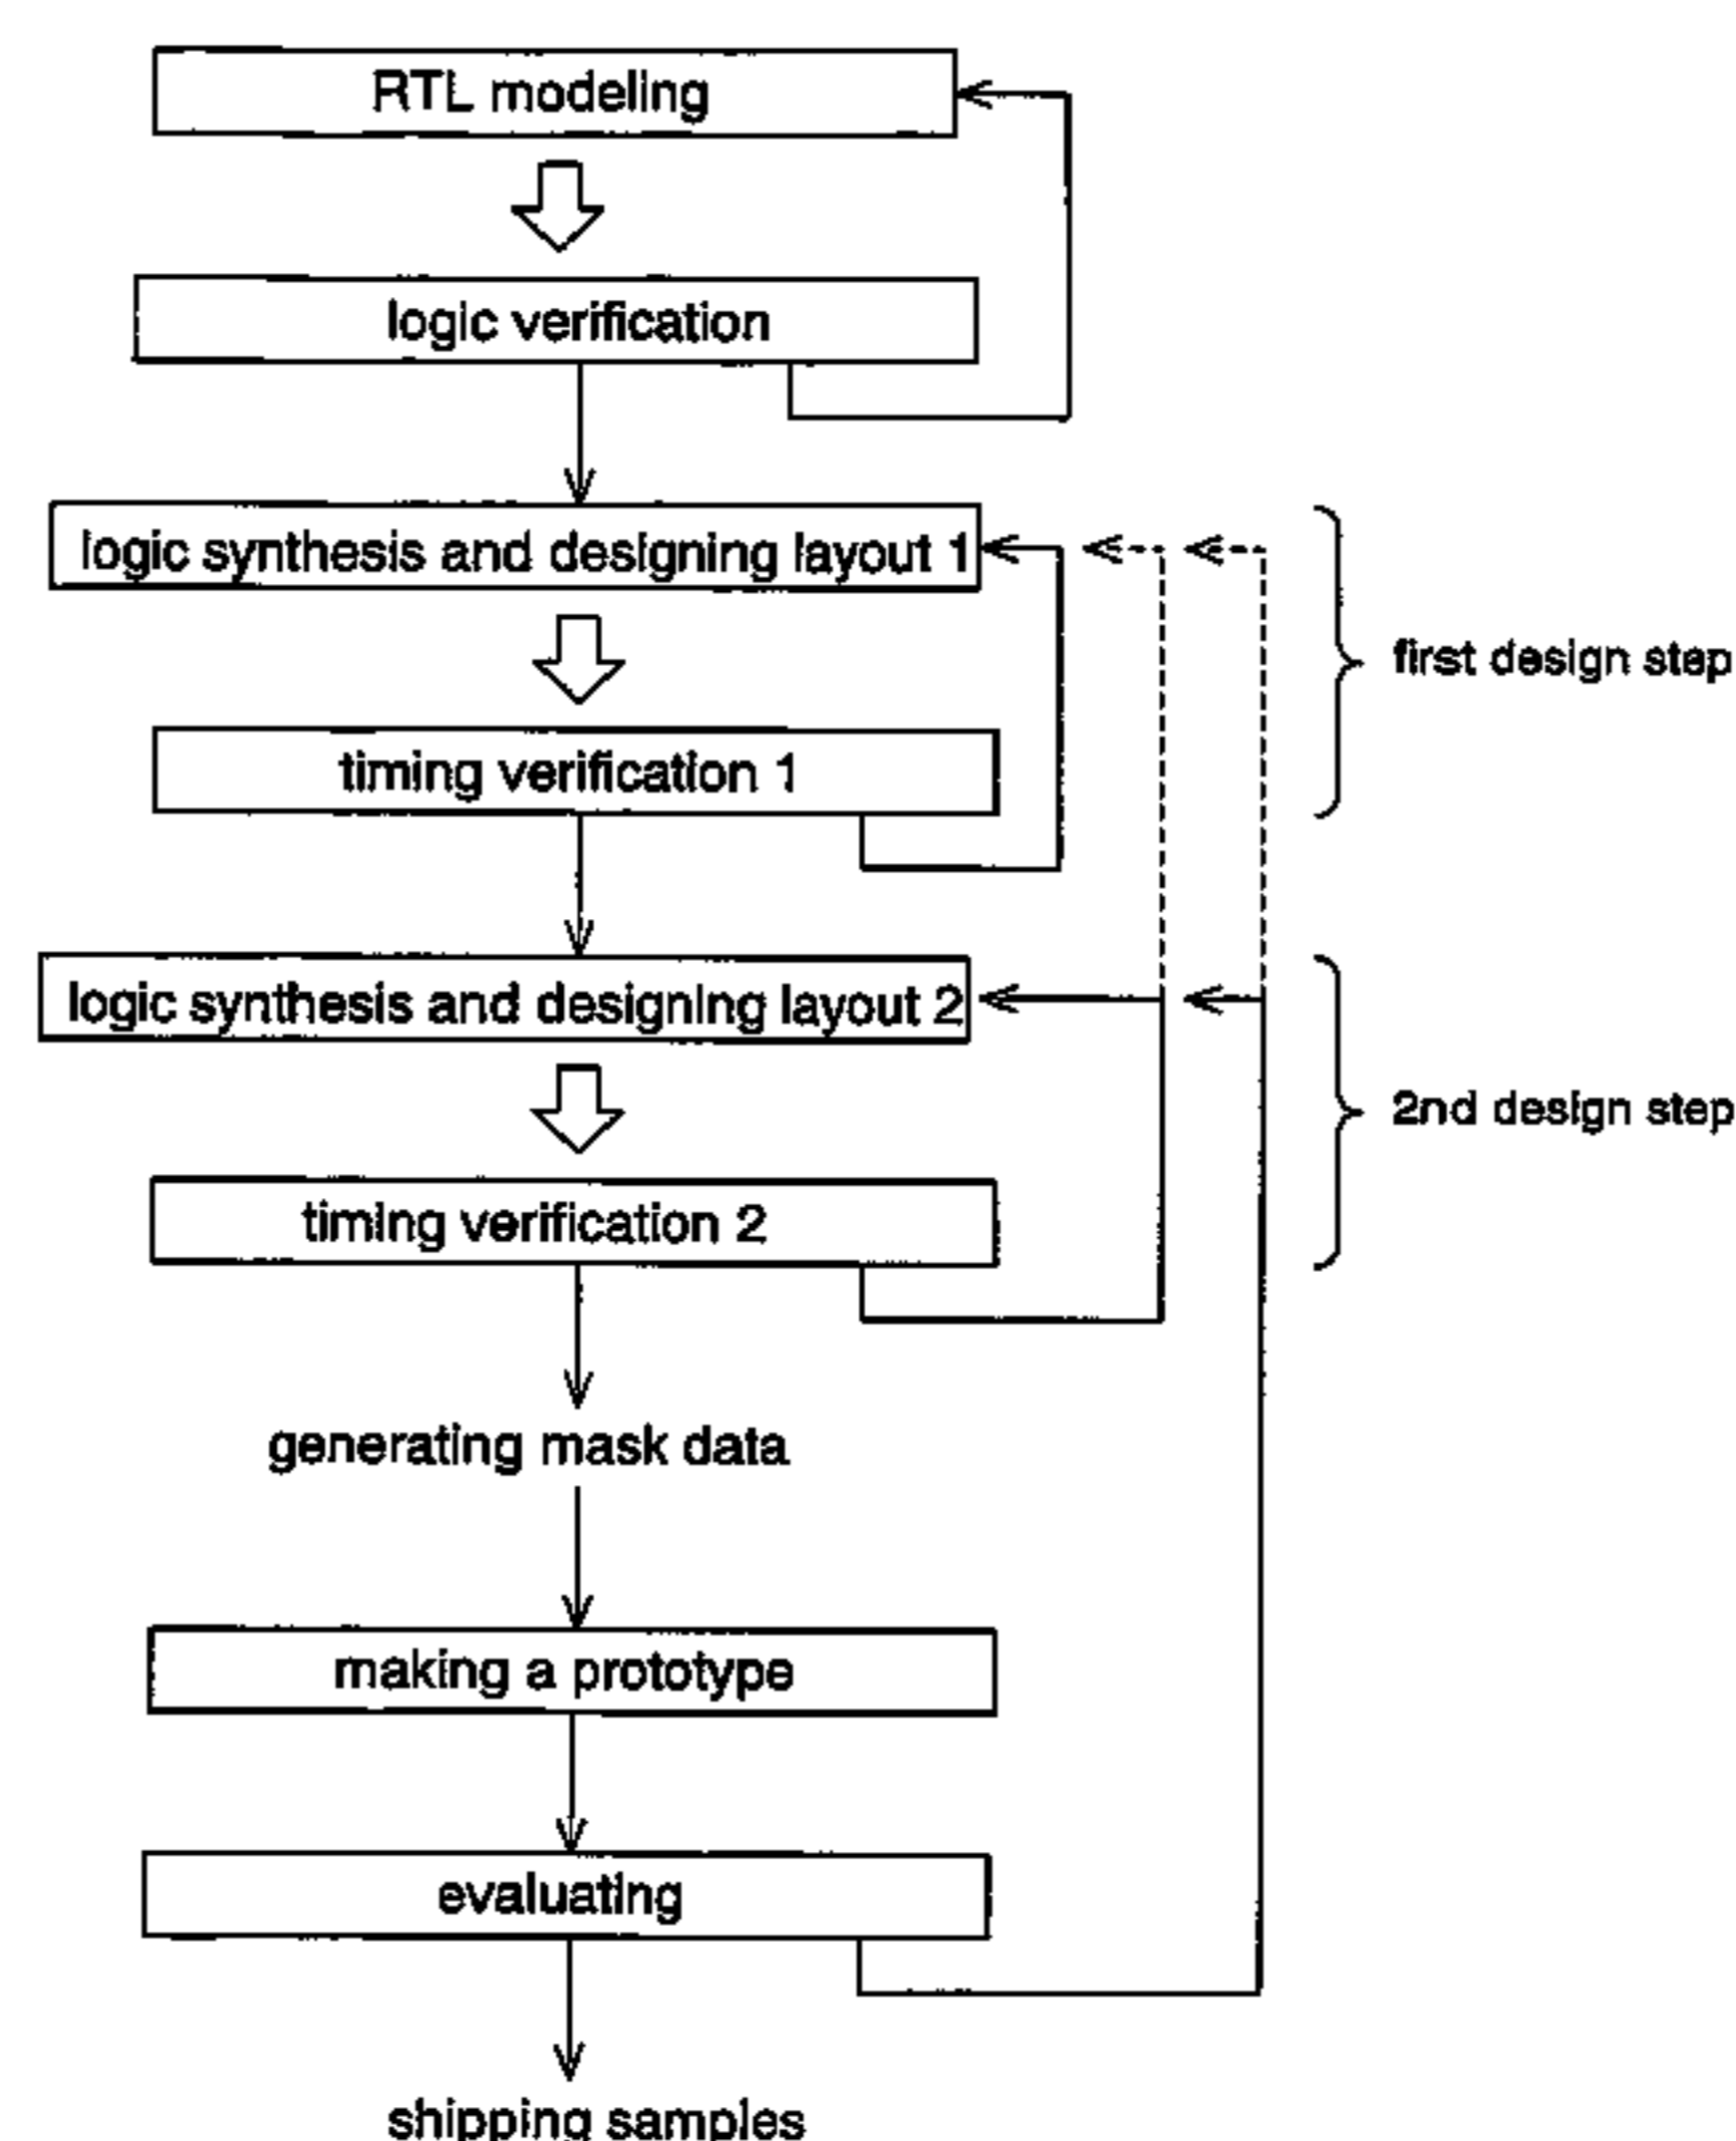 RTL modeling
logic verification
logic synthesis and designing layout 1
first design step
timing verification 1
logic synthesis and designing layout 2
2nd design step
timing verification 2
generating mask data
making a prototype
evaluating
shipping samples